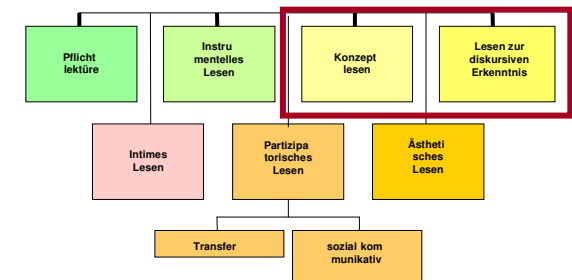 Pflicht
lektüre
Instru
mentelles
Lesen
Konzept
lesen
Lesen zur
diskursiven
Erkenntnis
Intimes
Lesen
Partizipa
torisches
Lesen
Ästheti
sches
Lesen
Transfer
sozial kom
munikativ